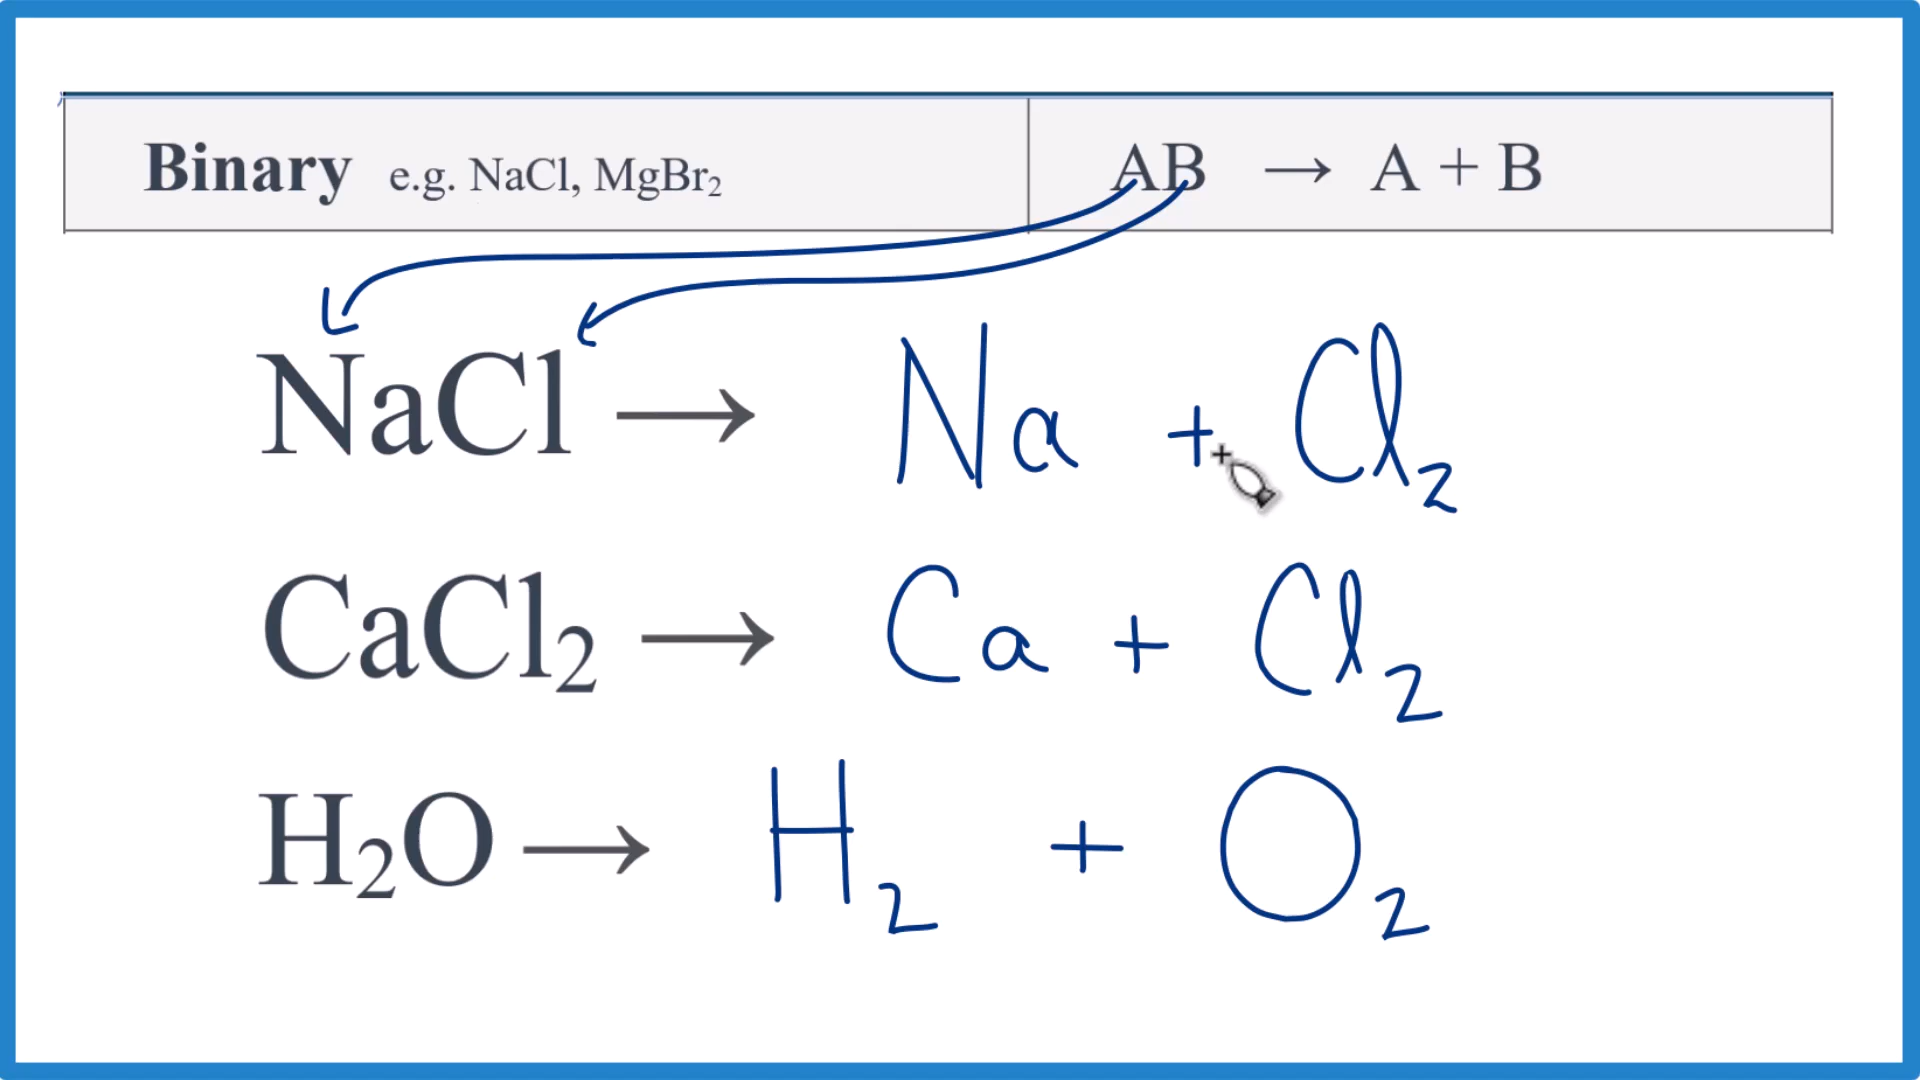 Binary e.g. NaCl, MgBr₂ AB → A + B
NaCl → Na + Cl₂
CaCl₂ → Ca + Cl₂
H₂O → H₂ + O₂